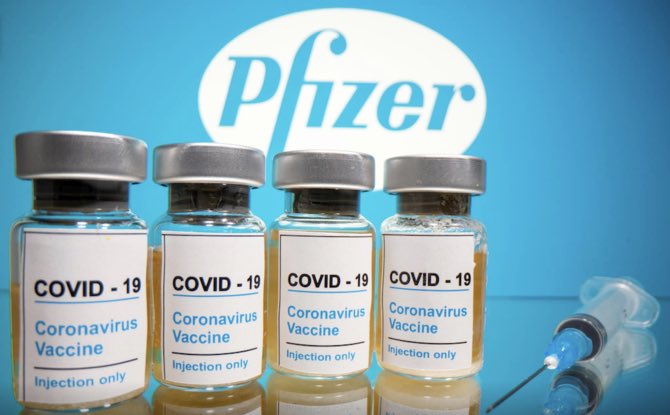 Pfizer
COVID - 19
Coronavirus
Vaccine
Injection only
COVID - 19
Coronavirus
Vaccine
Injection only
COVID - 19
Coronavirus
Vaccine
Injection only
COVID - 19
Coronavirus
Vaccine
Injection only